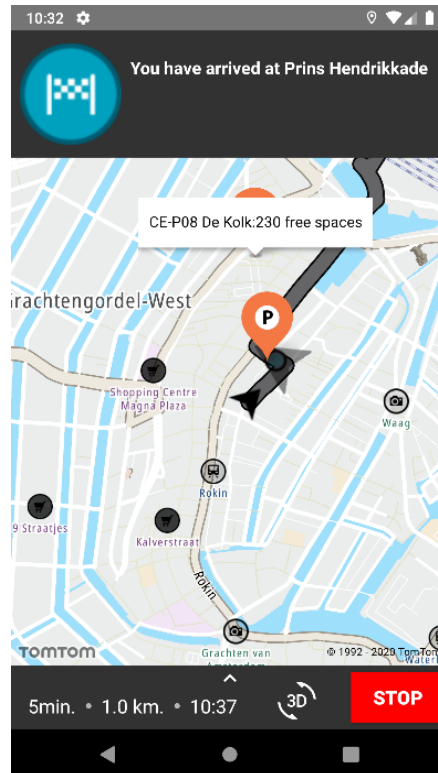 10:32
You have arrived at Prins Hendrikkade
CE-P08 De Kolk:230 free spaces
Grachtengordel-West
P
Shopping Centre
Magna Plaza
Waag
Rokin
9 Straatjes
Kalverstraat
Rokin
Grachten van
Amsterdam
TOMTOM
© 1992 - 2020 TomTom
Water
5min. • 1.0 km. • 10:37
3D
STOP